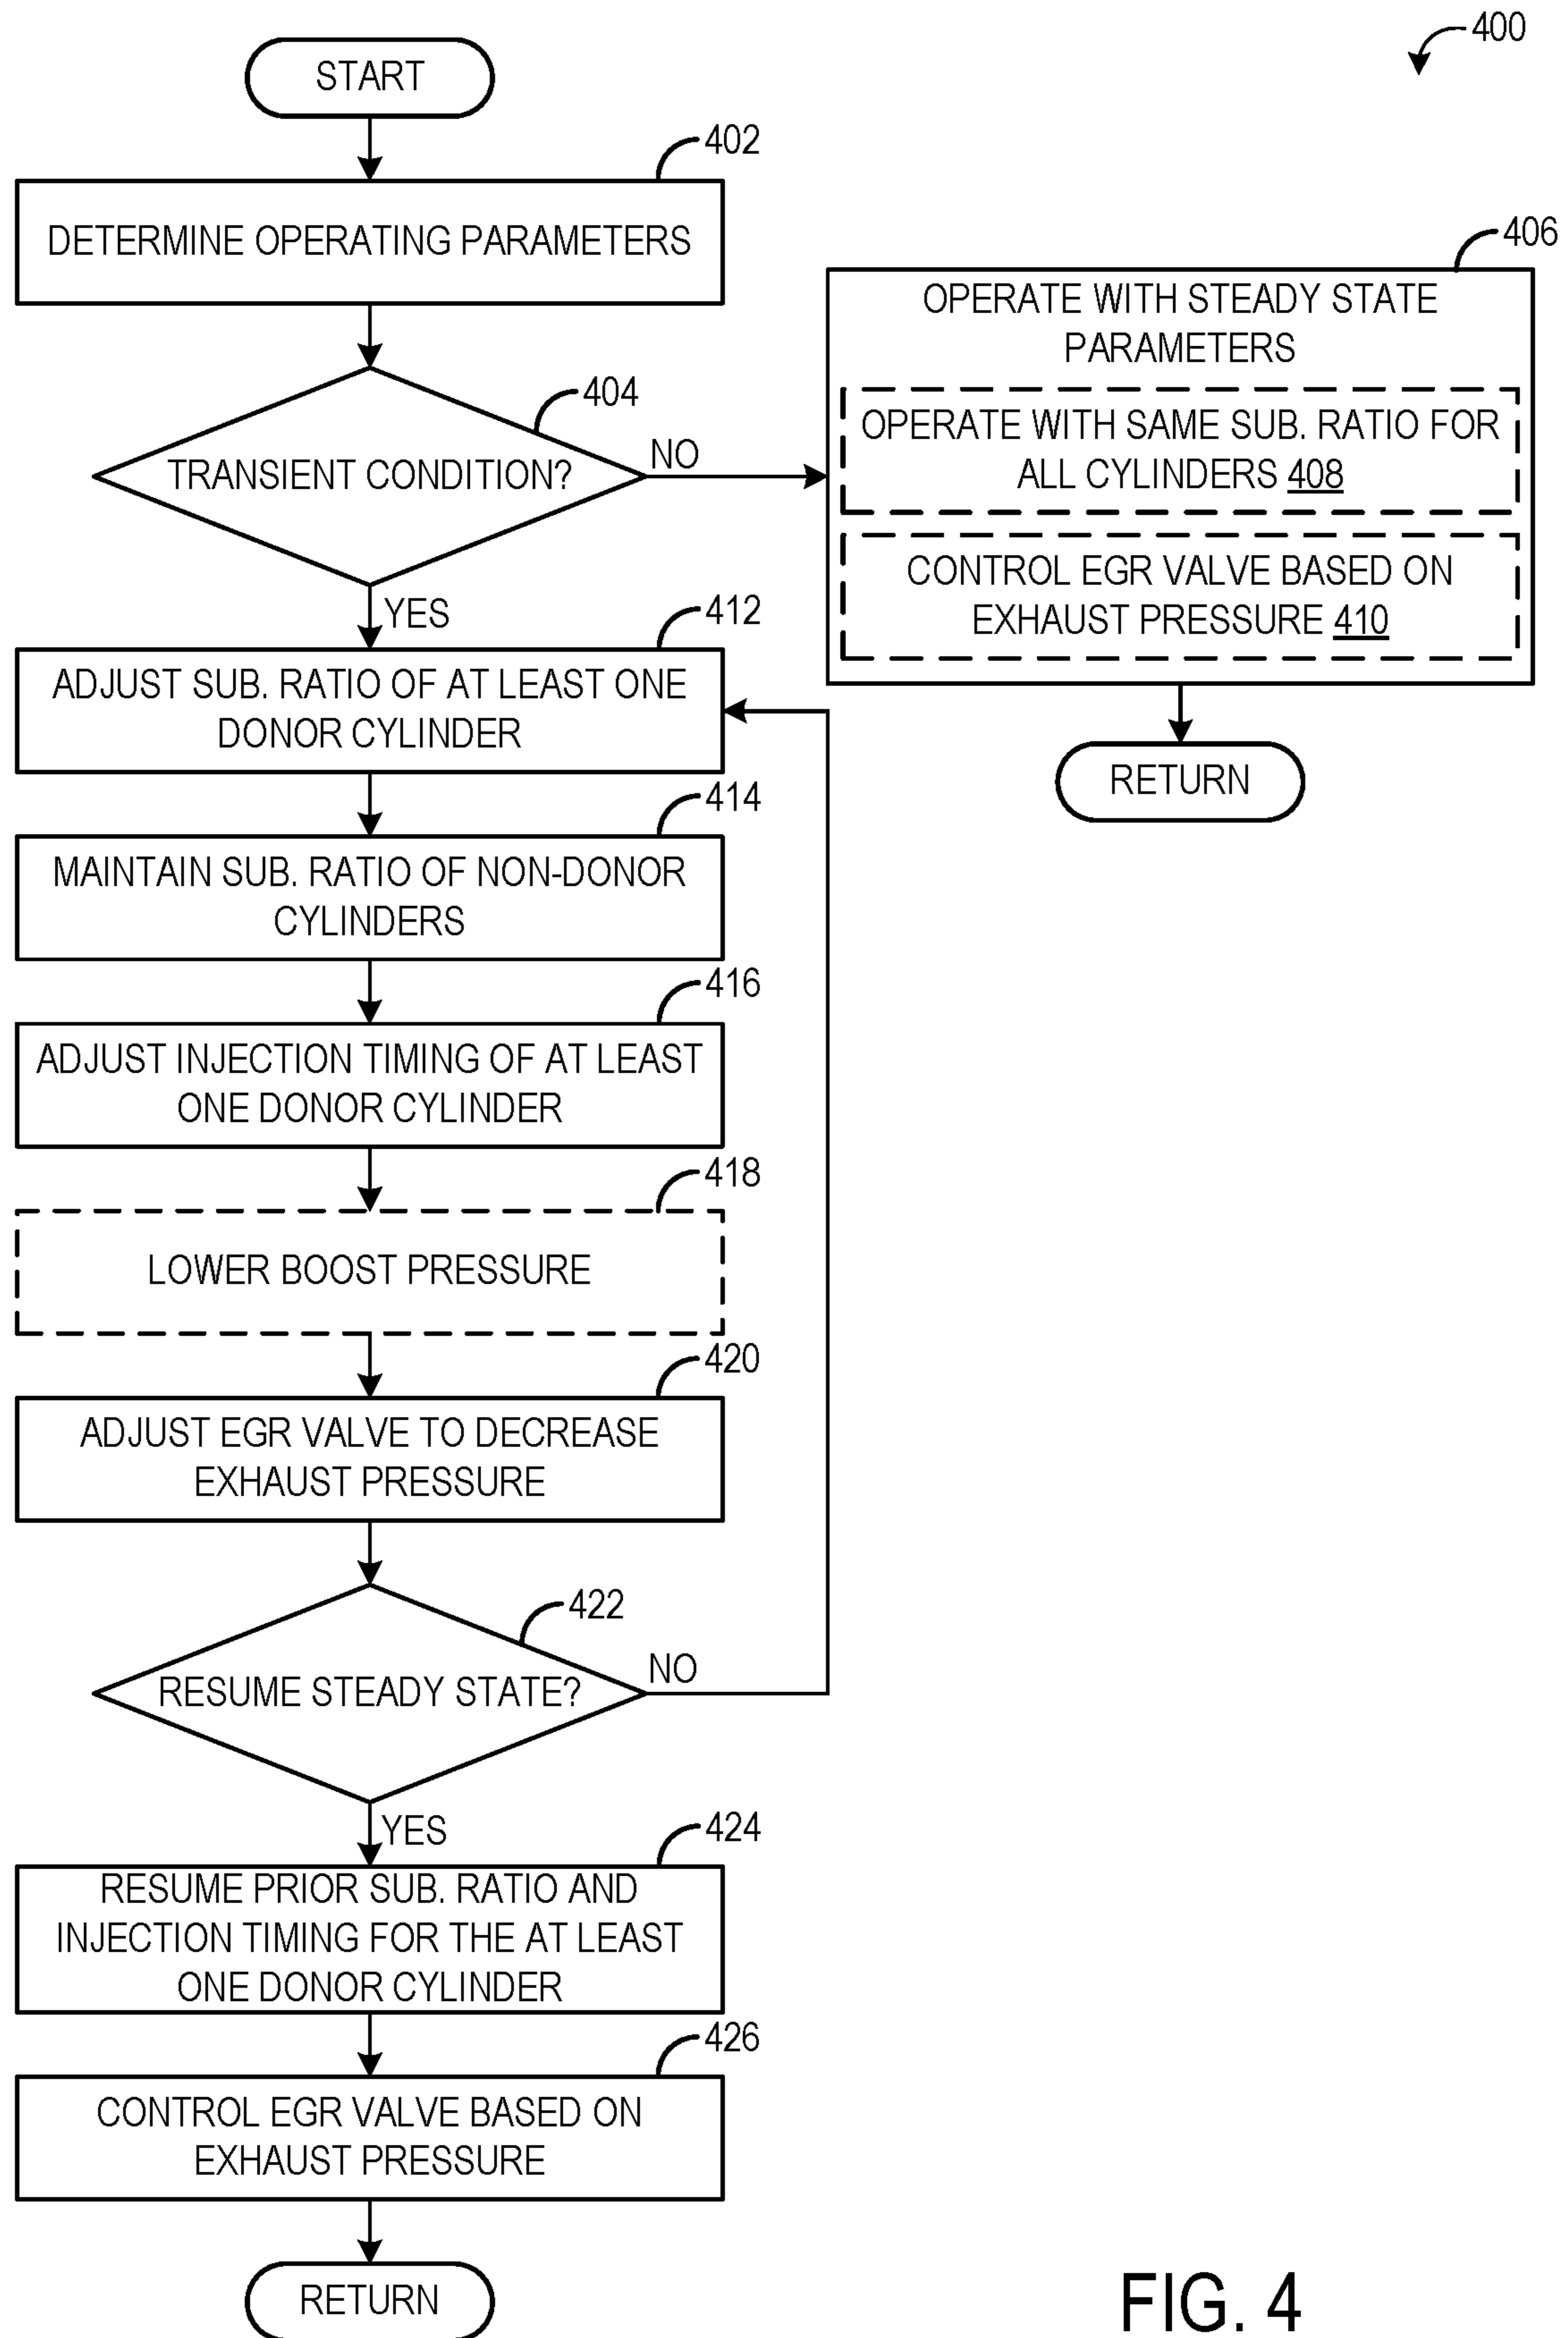 400
START
402
DETERMINE OPERATING PARAMETERS
404
TRANSIENT CONDITION?
NO
406
OPERATE WITH STEADY STATE
PARAMETERS
OPERATE WITH SAME SUB. RATIO FOR
ALL CYLINDERS 408
CONTROL EGR VALVE BASED ON
EXHAUST PRESSURE 410
RETURN
YES
412
ADJUST SUB. RATIO OF AT LEAST ONE
DONOR CYLINDER
414
MAINTAIN SUB. RATIO OF NON-DONOR
CYLINDERS
416
ADJUST INJECTION TIMING OF AT LEAST
ONE DONOR CYLINDER
418
LOWER BOOST PRESSURE
420
ADJUST EGR VALVE TO DECREASE
EXHAUST PRESSURE
422
RESUME STEADY STATE?
NO
YES
424
RESUME PRIOR SUB. RATIO AND
INJECTION TIMING FOR THE AT LEAST
ONE DONOR CYLINDER
426
CONTROL EGR VALVE BASED ON
EXHAUST PRESSURE
RETURN
FIG. 4